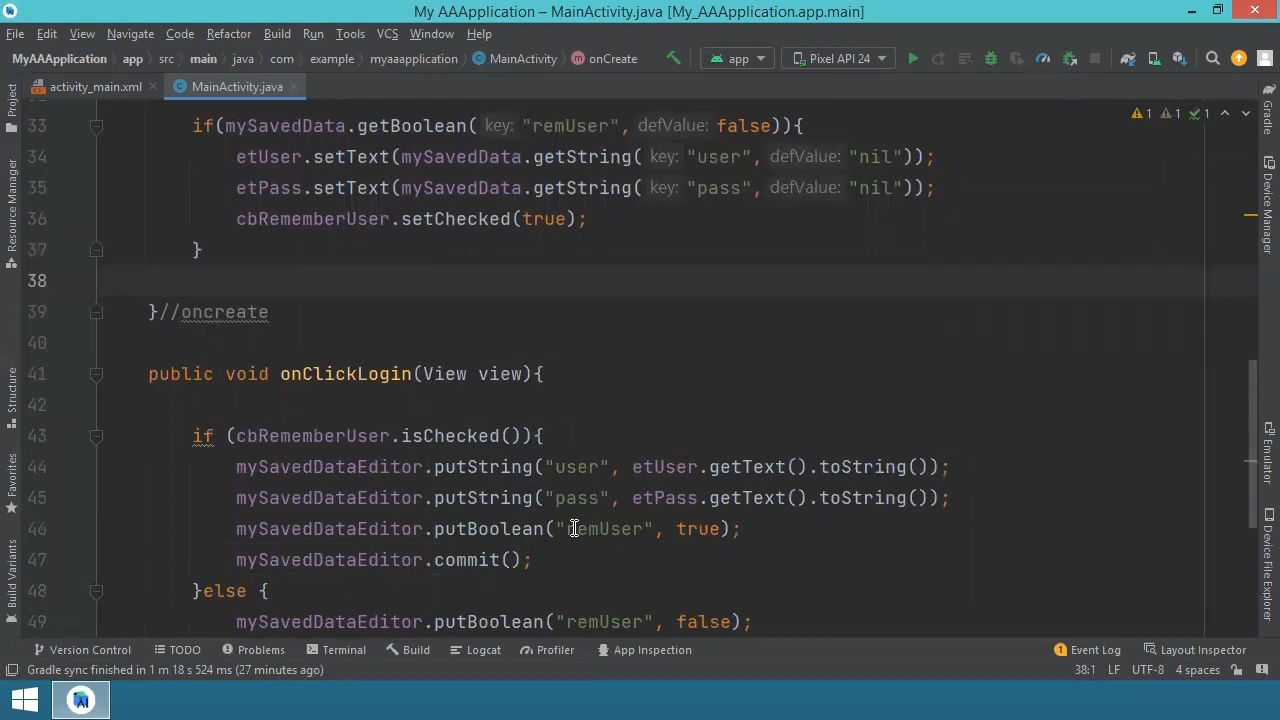 My AAApplication – MainActivity.java [My_AAApplication.app.main]
File Edit View Navigate Code Refactor Build Run Tools VCS Window Help
MyAAApplication app src main java com example myaaapplication MainActivity onCreate app Pixel API 24
activity_main.xml MainActivity.java
Project
Resource Manager
Structure
Favorites
Build Variants
33 if(mySavedData.getBoolean( key: "remUser", defValue: false)){
34 etUser.setText(mySavedData.getString( key: "user", defValue: "nil"));
35 etPass.setText(mySavedData.getString( key: "pass", defValue: "nil"));
36 cbRememberUser.setChecked(true);
37 }
38
39 }//oncreate
40
41 public void onClickLogin(View view){
42
43 if (cbRememberUser.isChecked()){
44 mySavedDataEditor.putString("user", etUser.getText().toString());
45 mySavedDataEditor.putString("pass", etPass.getText().toString());
46 mySavedDataEditor.putBoolean("remUser", true);
47 mySavedDataEditor.commit();
48 }else {
49 mySavedDataEditor.putBoolean("remUser", false);
1 1 1
Gradle
Device Manager
Emulator
Device File Explorer
Version Control TODO Problems Terminal Build Logcat Profiler App Inspection 1 Event Log Layout Inspector
Gradle sync finished in 1 m 18 s 524 ms (27 minutes ago) 38:1 LF UTF-8 4 spaces